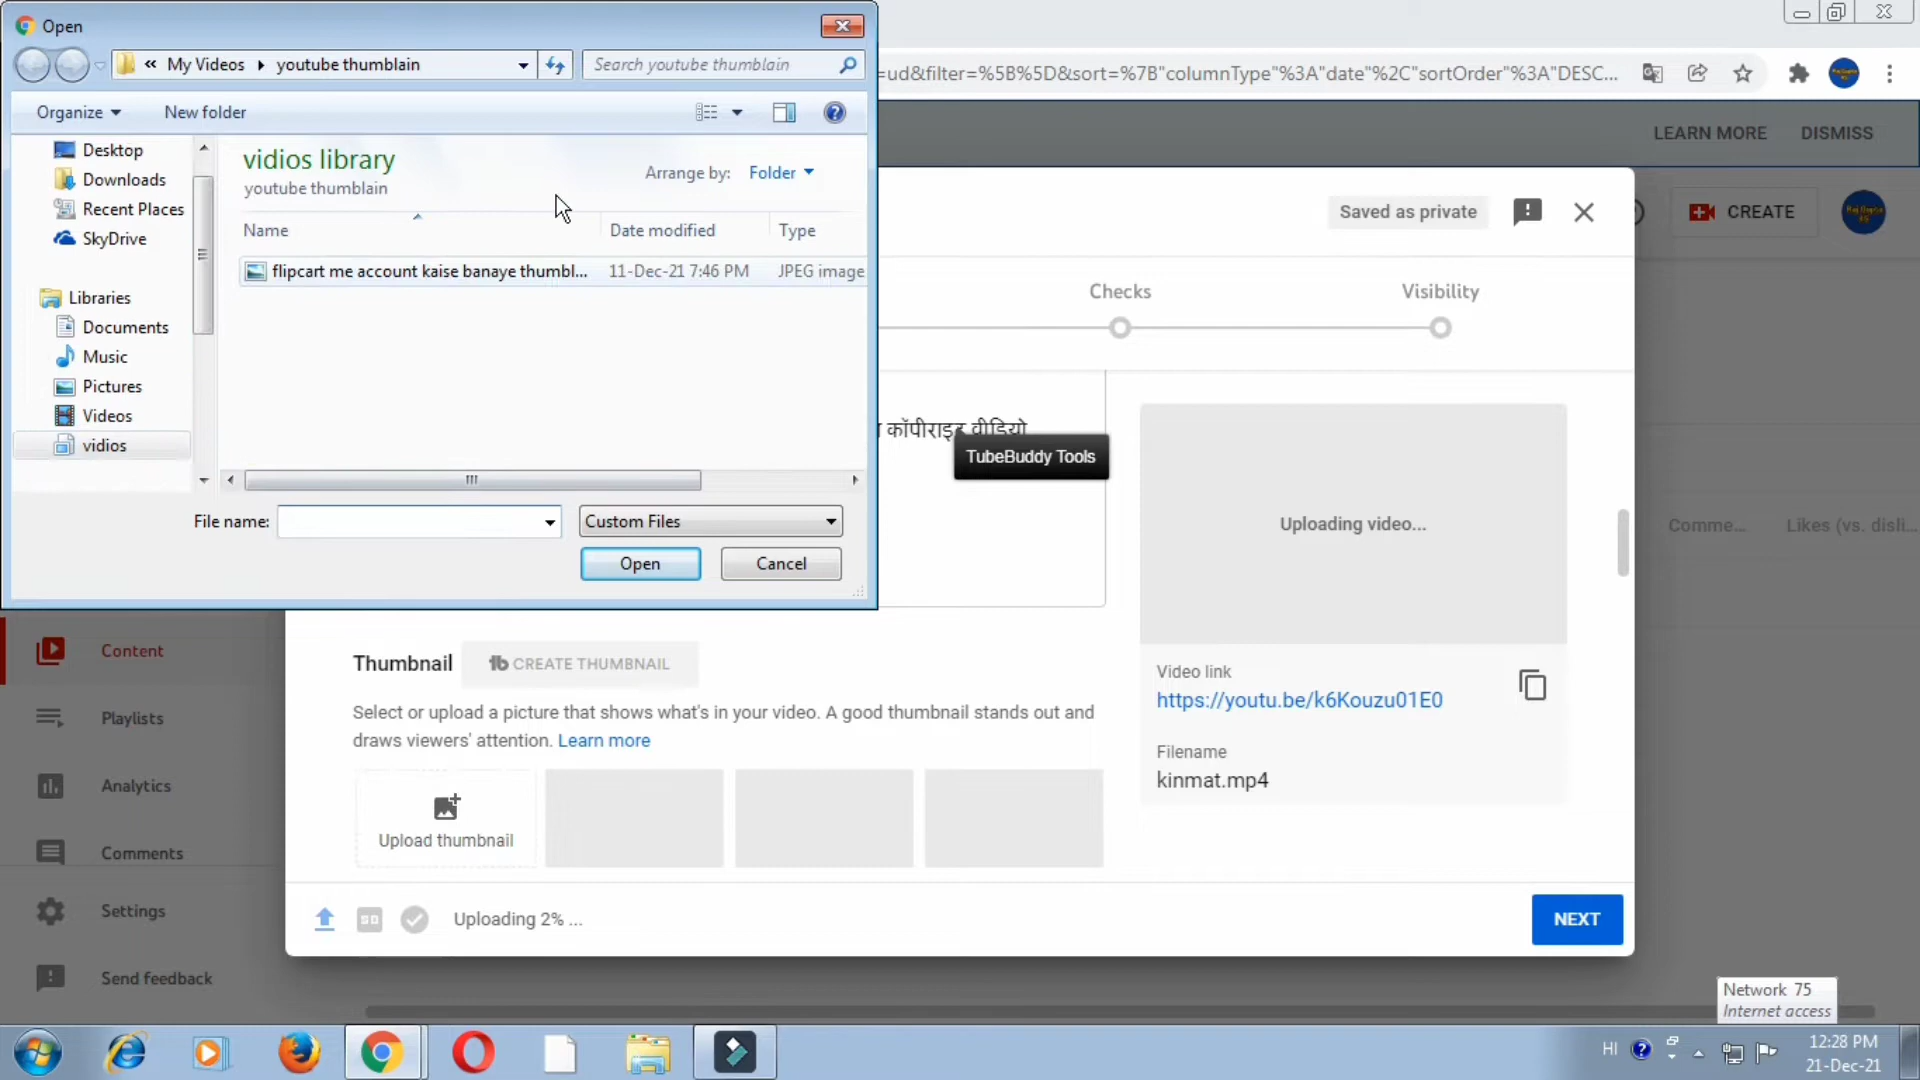 Open
« My Videos youtube thumblain
Search youtube thumblain
=ud&filter=%5B%5D&sort=%7B"columnType"%3A"date"%2C"sortOrder"%3A"DESC...
Organize
New folder
LEARN MORE
DISMISS
Desktop
Downloads
Recent Places
SkyDrive
Libraries
Documents
Music
Pictures
Videos
vidios
vidios library
youtube thumblain
Arrange by: Folder
Name
Date modified
Type
flipcart me account kaise banaye thumbl...
11-Dec-21 7:46 PM
JPEG image
File name:
Custom Files
Open
Cancel
Saved as private
CREATE
Checks
Visibility
कॉपीराइट वीडियो
TubeBuddy Tools
Uploading video...
Comme...
Likes (vs. disli...
Content
Playlists
Analytics
Comments
Settings
Send feedback
Thumbnail
tb CREATE THUMBNAIL
Select or upload a picture that shows what's in your video. A good thumbnail stands out and
draws viewers' attention. Learn more
Upload thumbnail
Video link
https://youtu.be/k6Kouzu01E0
Filename
kinmat.mp4
SD
Uploading 2% ...
NEXT
Network 75
Internet access
HI
12:28 PM
21-Dec-21